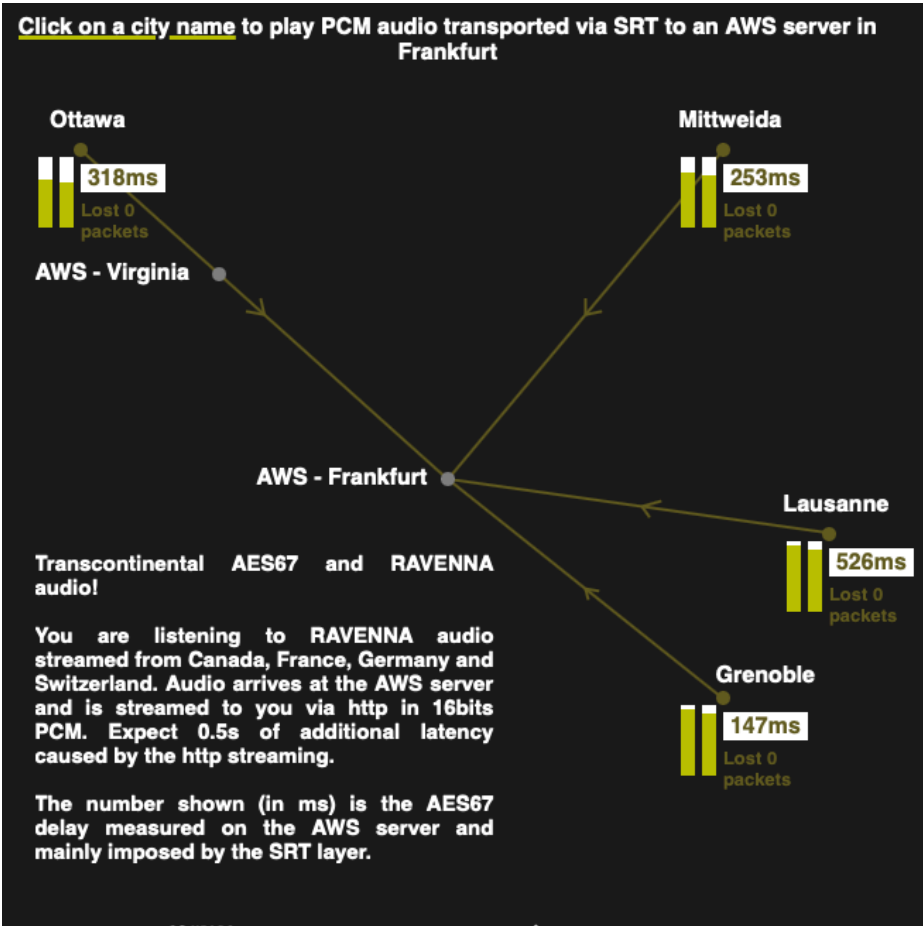 Click on a city name to play PCM audio transported via SRT to an AWS server in
Frankfurt
Ottawa
318ms
Lost 0
packets
Mittweida
253ms
Lost 0
packets
AWS - Virginia
AWS - Frankfurt
Lausanne
526ms
Lost 0
packets
Grenoble
147ms
Lost 0
packets
Transcontinental AES67 and RAVENNA
audio!
You are listening to RAVENNA audio
streamed from Canada, France, Germany and
Switzerland. Audio arrives at the AWS server
and is streamed to you via http in 16bits
PCM. Expect 0.5s of additional latency
caused by the http streaming.
The number shown (in ms) is the AES67
delay measured on the AWS server and
mainly imposed by the SRT layer.